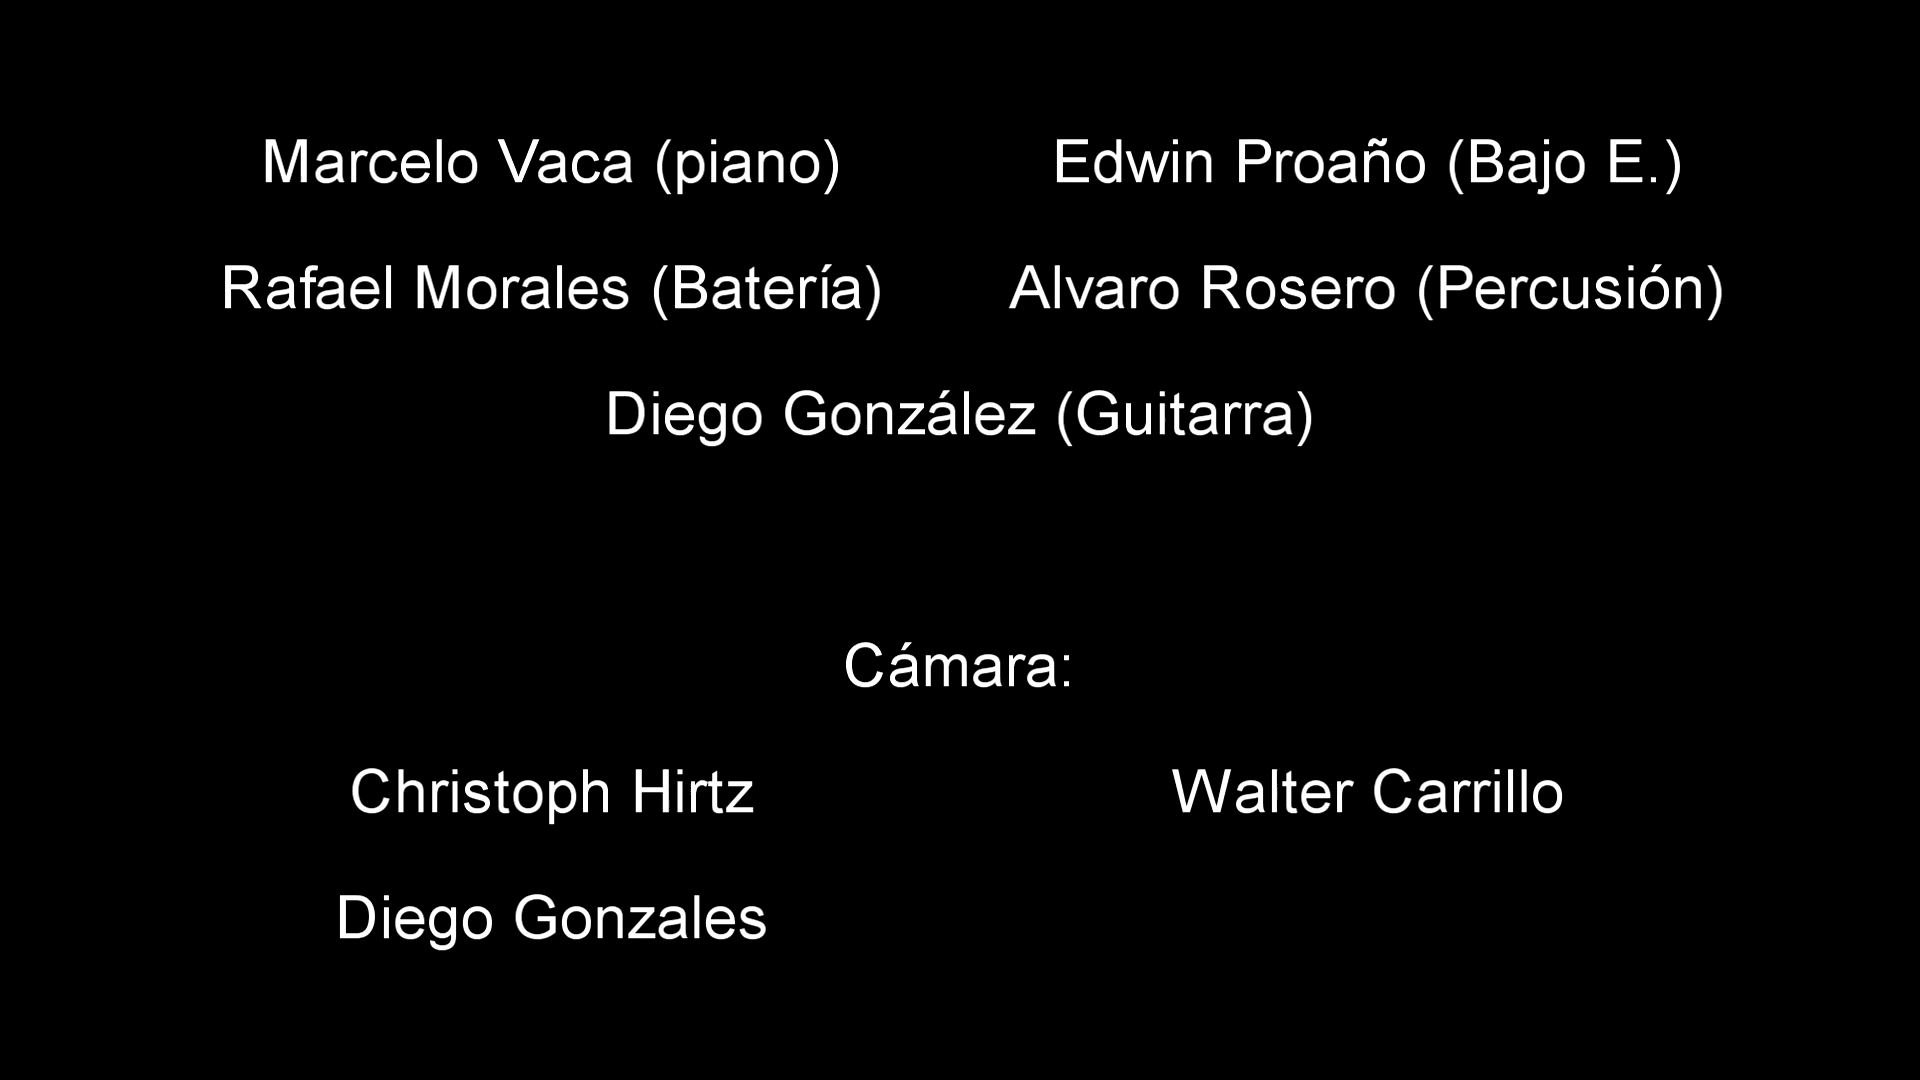 Marcelo Vaca (piano) Edwin Proaño (Bajo E.)
Rafael Morales (Batería) Alvaro Rosero (Percusión)
Diego González (Guitarra)
Cámara:
Christoph Hirtz Walter Carrillo
Diego Gonzales